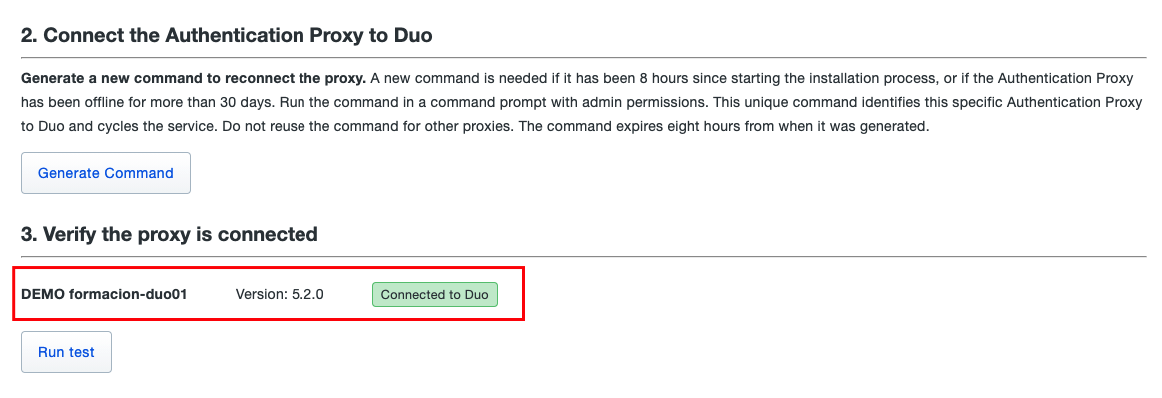 2. Connect the Authentication Proxy to Duo
Generate a new command to reconnect the proxy. A new command is needed if it has been 8 hours since starting the installation process, or if the Authentication Proxy
has been offline for more than 30 days. Run the command in a command prompt with admin permissions. This unique command identifies this specific Authentication Proxy
to Duo and cycles the service. Do not reuse the command for other proxies. The command expires eight hours from when it was generated.
Generate Command
3. Verify the proxy is connected
DEMO formacion-duo01 Version: 5.2.0 Connected to Duo
Run test